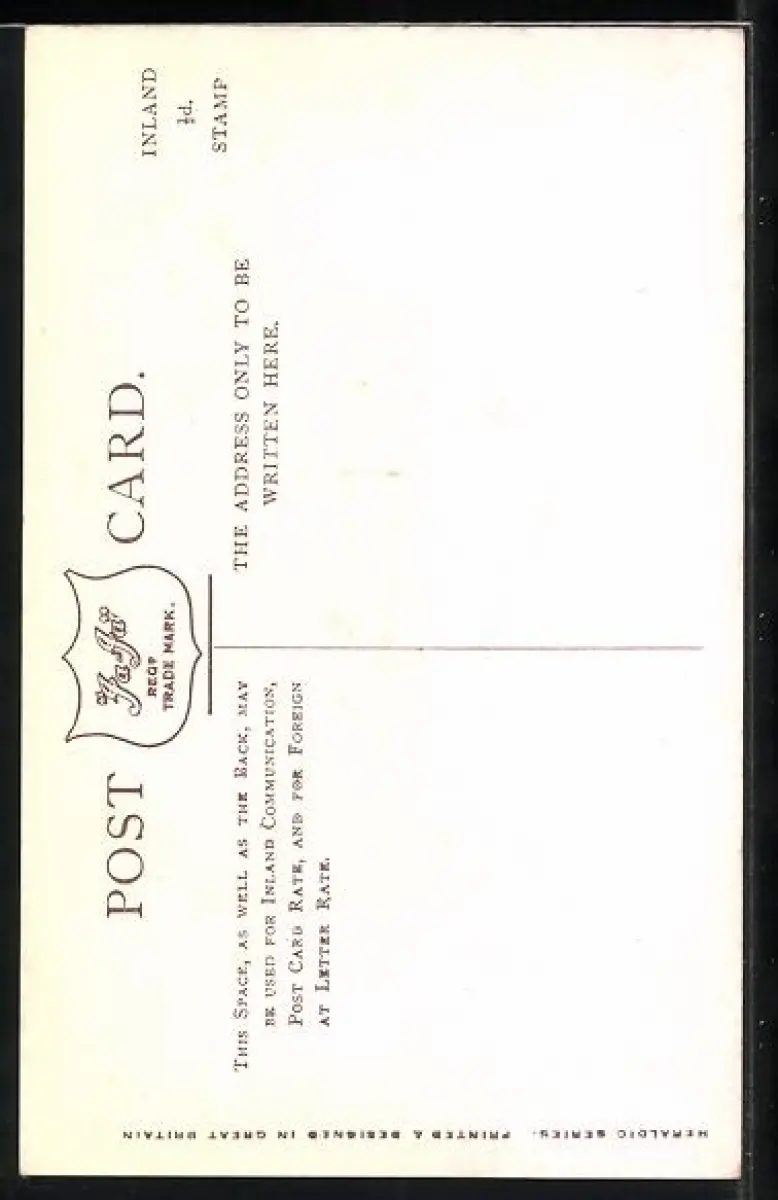 POST CARD.
"Ja-Ja"
REGD
TRADE MARK.
INLAND
½d.
STAMP
THIS SPACE, AS WELL AS THE BACK, MAY
BE USED FOR INLAND COMMUNICATION,
POST CARD RATE, AND FOR FOREIGN
AT LETTER RATE.
THE ADDRESS ONLY TO BE
WRITTEN HERE.
HERALDIC SERIES. PRINTED & DESIGNED IN GREAT BRITAIN